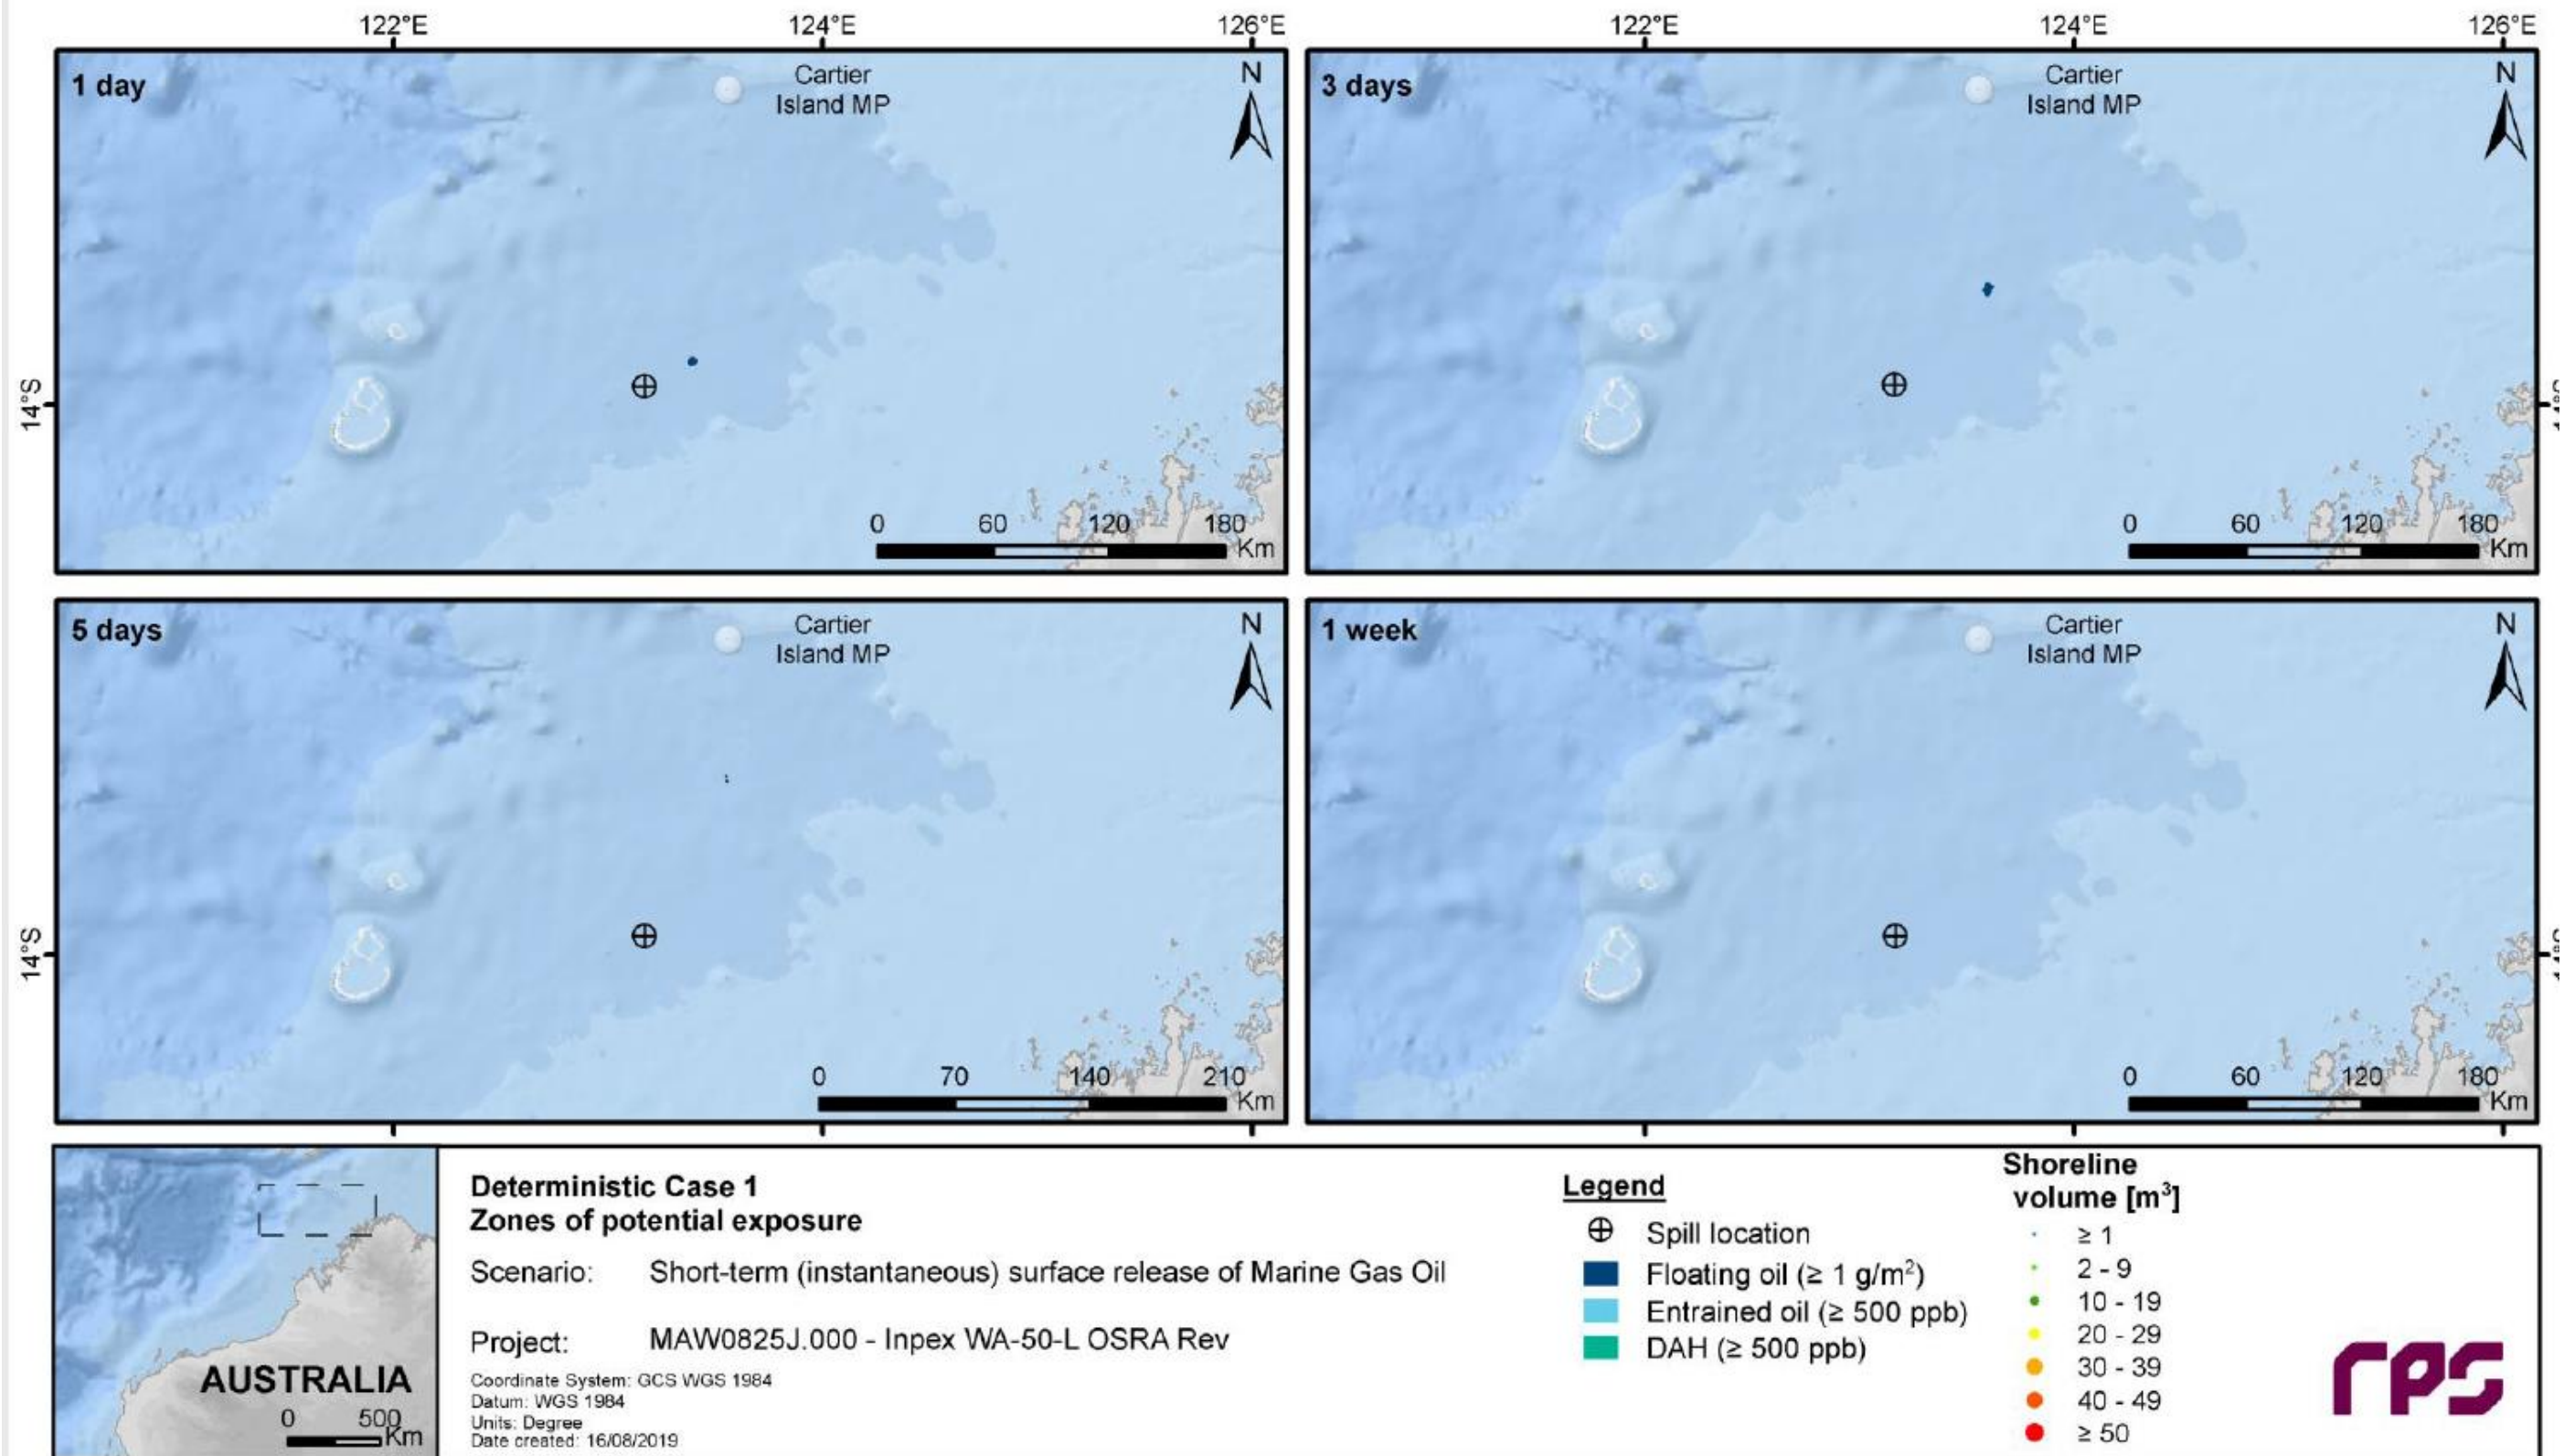 122°E 124°E 126°E 122°E 124°E 126°E
1 day
Cartier
Island MP
N
14°S
0 60 120 180
Km
3 days
Cartier
Island MP
N
0 60 120 180
Km
5 days
Cartier
Island MP
N
14°S
0 70 140 210
Km
1 week
Cartier
Island MP
N
0 60 120 180
Km
AUSTRALIA
0 500
Km
Deterministic Case 1
Zones of potential exposure
Scenario: Short-term (instantaneous) surface release of Marine Gas Oil
Project: MAW0825J.000 - Inpex WA-50-L OSRA Rev
Coordinate System: GCS WGS 1984
Datum: WGS 1984
Units: Degree
Date created: 16/08/2019
Legend
Spill location
Floating oil (≥ 1 g/m²)
Entrained oil (≥ 500 ppb)
DAH (≥ 500 ppb)
Shoreline
volume [m³]
≥ 1
2 - 9
10 - 19
20 - 29
30 - 39
40 - 49
≥ 50
rps